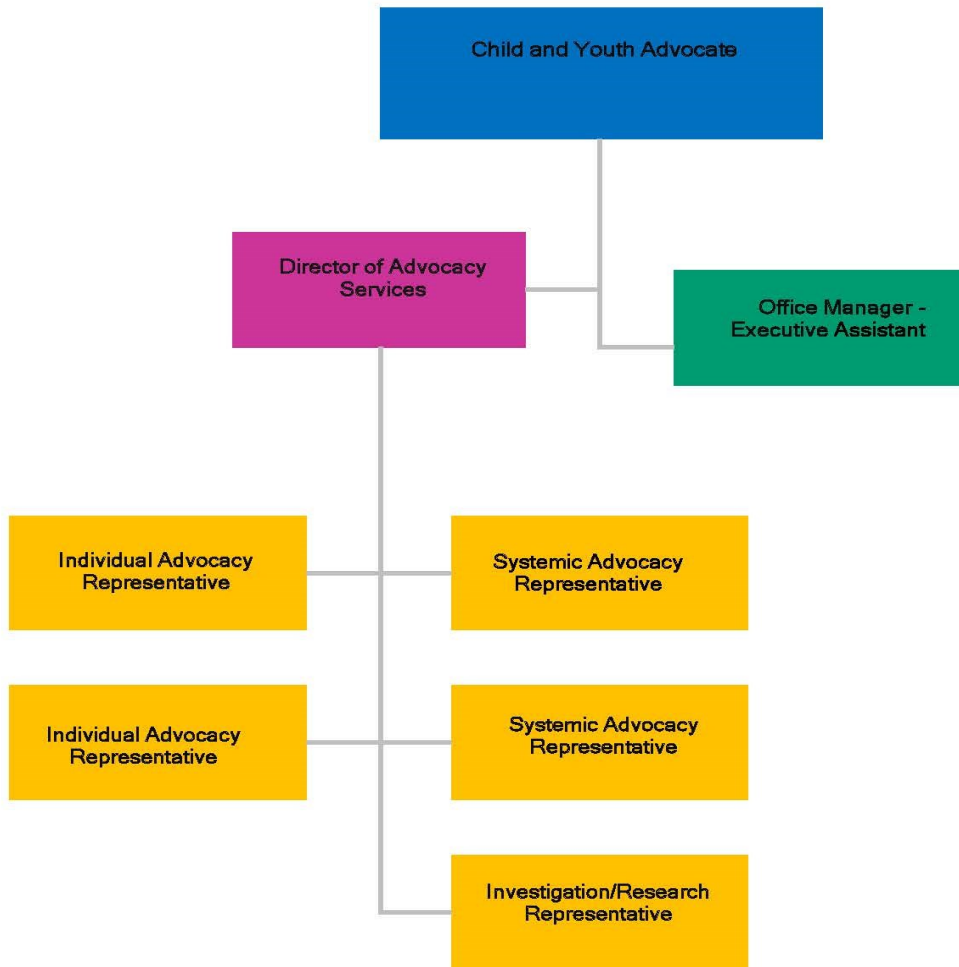 Child and Youth Advocate
Director of Advocacy
Services
Office Manager -
Executive Assistant
Individual Advocacy
Representative
Systemic Advocacy
Representative
Individual Advocacy
Representative
Systemic Advocacy
Representative
Investigation/Research
Representative